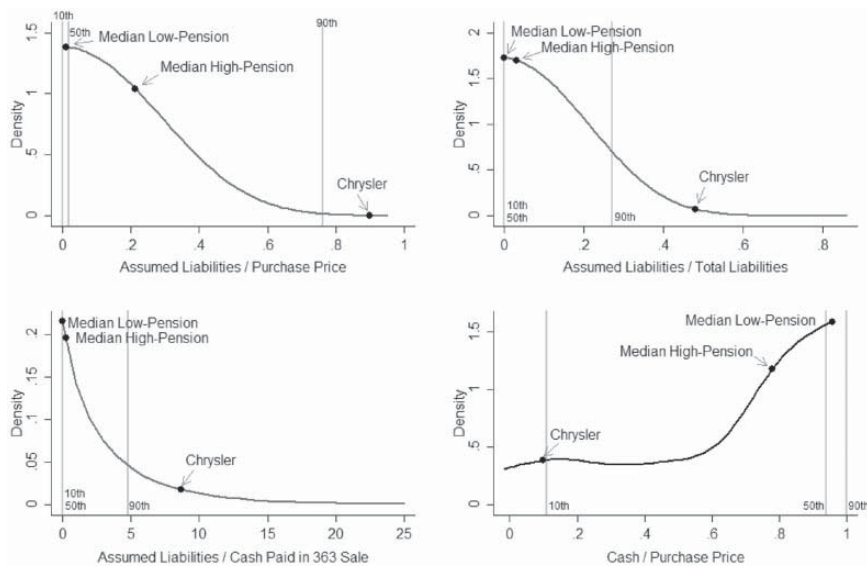 10th
50th
90th
Median Low-Pension
Median High-Pension
Chrysler
Density
0 .5 1 1.5
0 .2 .4 .6 .8 1
Assumed Liabilities / Purchase Price
Median Low-Pension
Median High-Pension
Chrysler
10th
50th
90th
Density
0 .5 1 1.5 2
0 .2 .4 .6 .8
Assumed Liabilities / Total Liabilities
Median Low-Pension
Median High-Pension
Chrysler
10th
50th
90th
Density
0 .05 .1 .15 .2
0 5 10 15 20 25
Assumed Liabilities / Cash Paid in 363 Sale
Median Low-Pension
Median High-Pension
Chrysler
10th
50th
90th
Density
0 .5 1 1.5
0 .2 .4 .6 .8 1
Cash / Purchase Price